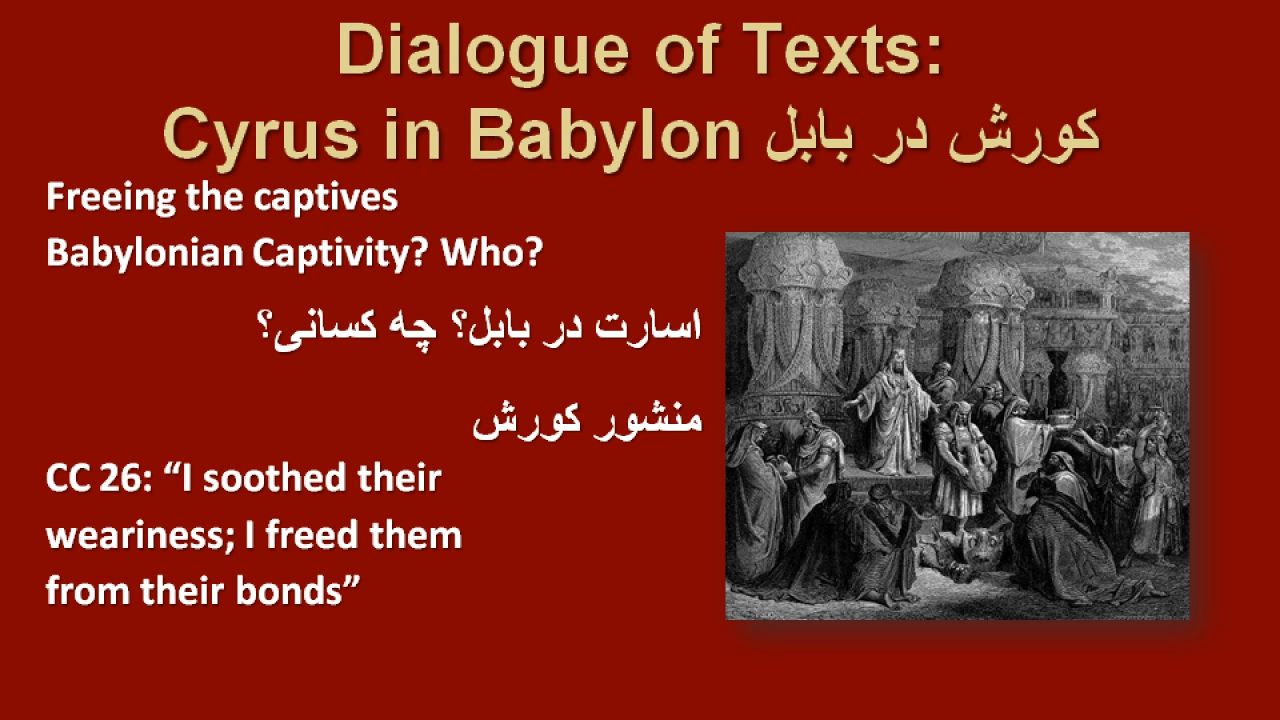 Dialogue of Texts:
Cyrus in Babylon کورش در بابل
Freeing the captives
Babylonian Captivity? Who?
اسارت در بابل؟ چه کسانی؟
منشور کورش
CC 26: “I soothed their
weariness; I freed them
from their bonds”